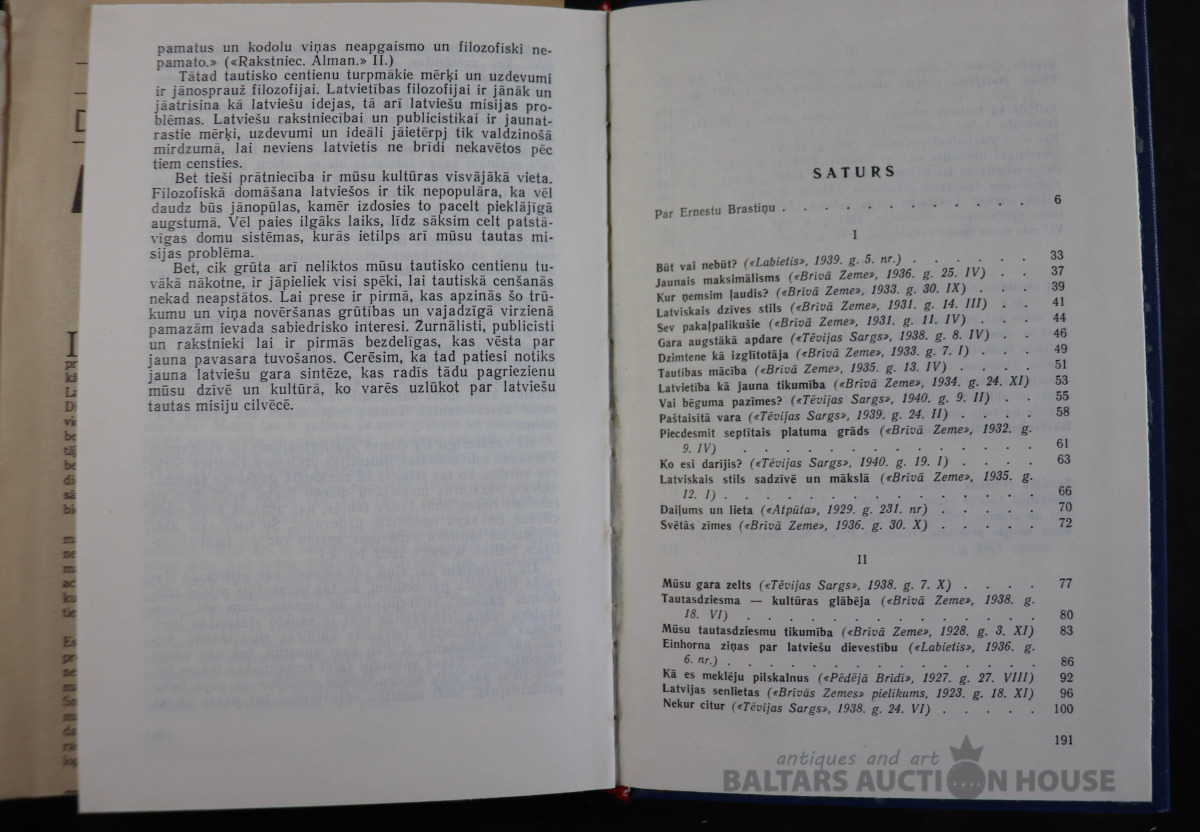 pamatus un kodolu viņas neapgaismo un filozofiski ne-
pamato.» («Rakstniec. Alman.» II.)
Tātad tautisko centienu turpmākie mērķi un uzdevumi
ir jānosprauž filozofijai. Latvietības filozofijai ir jānāk un
jāatrisina kā latviešu idejas, tā arī latviešu misijas pro-
blēmas. Latviešu rakstniecībai un publicistikai ir jaunat-
rastie mērķi, uzdevumi un ideāli jāietērpj tik valdzinošā
mirdzumā, lai neviens latvietis ne brīdi nekavētos pēc
tiem censties.
Bet tieši prātniecība ir mūsu kultūras visvājākā vieta.
Filozofiskā domāšana latviešos ir tik nepopulāra, ka vēl
daudz būs jānopūlas, kamēr izdosies to pacelt pieklājīgā
augstumā. Vēl paies ilgāks laiks, līdz sāksim celt patstā-
vīgas domu sistēmas, kurās ietilps arī mūsu tautas mi-
sijas problēma.
Bet, cik grūta arī neliktos mūsu tautisko centienu tu-
vākā nākotne, ir jāpieliek visi spēki, lai tautiskā cenšanās
nekad neapstātos. Lai prese ir pirmā, kas apzinās šo trū-
kumu un viņa novēršanas grūtības un vajadzīgā virzienā
pamazām ievada sabiedrisko interesi. Žurnālisti, publicisti
un rakstnieki lai ir pirmās bezdelīgas, kas vēsta par
jauna pavasara tuvošanos. Cerēsim, ka tad patiesi notiks
jauna latviešu gara sintēze, kas radīs tādu pagriezienu
mūsu dzīvē un kultūrā, ko varēs uzlūkot par latviešu
tautas misiju cilvēcē.
SATURS
Par Ernestu Brastiņu . . . . . . . . . . . 6
I
Būt vai nebūt? («Labietis», 1939. g. 5. nr.) . . . . . . 33
Jaunais maksimālisms («Brīvā Zeme», 1936. g. 25. IV) . . 37
Kur ņemsim ļaudis? («Brīvā Zeme», 1933. g. 30. IX) . . . 39
Latviskais dzīves stils («Brīvā Zeme», 1931. g. 14. III) . . 41
Sev pakaļpalikušie («Brīvā Zeme», 1931. g. 11. IV) . . . 44
Gara augstākā apdare («Tēvijas Sargs», 1938. g. 8. IV) . . 46
Dzimtene kā izglītotāja («Brīvā Zeme», 1933. g. 7. I) . . . 49
Tautības mācība («Brīvā Zeme», 1935. g. 13. IV) . . . . 51
Latvietība kā jauna tikumība («Brīvā Zeme», 1934. g. 24. XI) 53
Vai bēguma pazīmes? («Tēvijas Sargs», 1940. g. 9. II) . . 55
Paštaisītā vara («Tēvijas Sargs», 1939. g. 24. II) . . . . 58
Piecdesmit septītais platuma grāds («Brīvā Zeme», 1932. g.
9. IV) . . . . . . . . . . . . . . 61
Ko esi darījis? («Tēvijas Sargs», 1940. g. 19. I) . . . . 63
Latviskais stils sadzīvē un mākslā («Brīvā Zeme», 1935. g.
12. I) . . . . . . . . . . . . . . 66
Daiļums un lieta («Atpūta», 1929. g. 231. nr) . . . . . 70
Svētās zīmes («Brīvā Zeme», 1936. g. 30. X) . . . . . 72
II
Mūsu gara zelts («Tēvijas Sargs», 1938. g. 7. X) . . . . 77
Tautasdziesma — kultūras glābēja («Brīvā Zeme», 1938. g.
18. VI) . . . . . . . . . . . . . 80
Mūsu tautasdziesmu tikumība («Brīvā Zeme», 1928. g. 3. XI) 83
Einhorna ziņas par latviešu dievestību («Labietis», 1936. g.
6. nr.) . . . . . . . . . . . . . . 86
Kā es meklēju pilskalnus («Pēdējā Brīdī», 1927. g. 27. VIII) 92
Latvijas senlietas («Brīvās Zemes» pielikums, 1923. g. 18. XI) 96
Nekur citur («Tēvijas Sargs», 1938. g. 24. VI) . . . . . 100
191
antiques and art
BALTARS AUCTION HOUSE